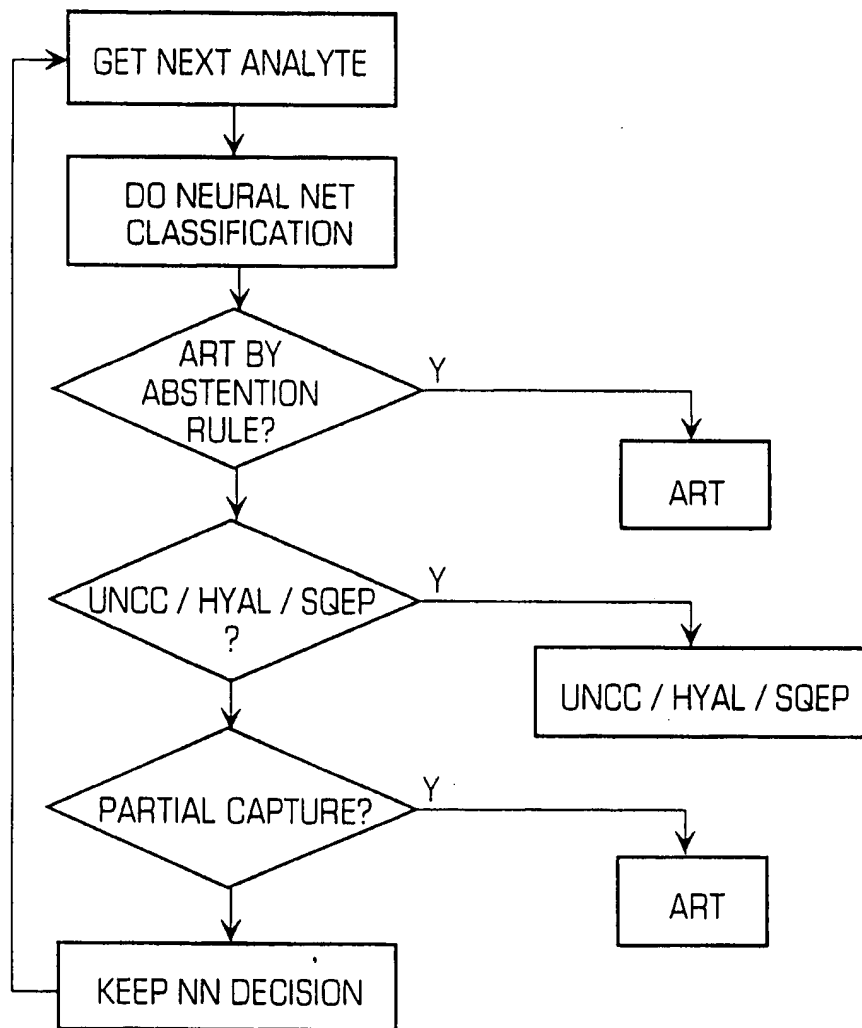 GET NEXT ANALYTE
DO NEURAL NET
CLASSIFICATION
ART BY
ABSTENTION
RULE?
Y
ART
UNCC / HYAL / SQEP
?
Y
UNCC / HYAL / SQEP
PARTIAL CAPTURE?
Y
ART
KEEP NN DECISION